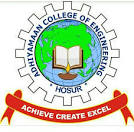 ADHIYAMAAN COLLEGE OF ENGINEERING
HOSUR
ACHIEVE CREATE EXCEL